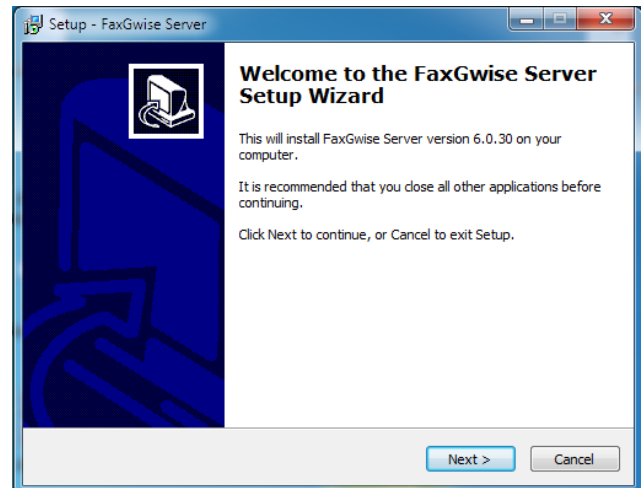 Setup - FaxGwise Server
Welcome to the FaxGwise Server
Setup Wizard
This will install FaxGwise Server version 6.0.30 on your
computer.
It is recommended that you close all other applications before
continuing.
Click Next to continue, or Cancel to exit Setup.
Next >
Cancel